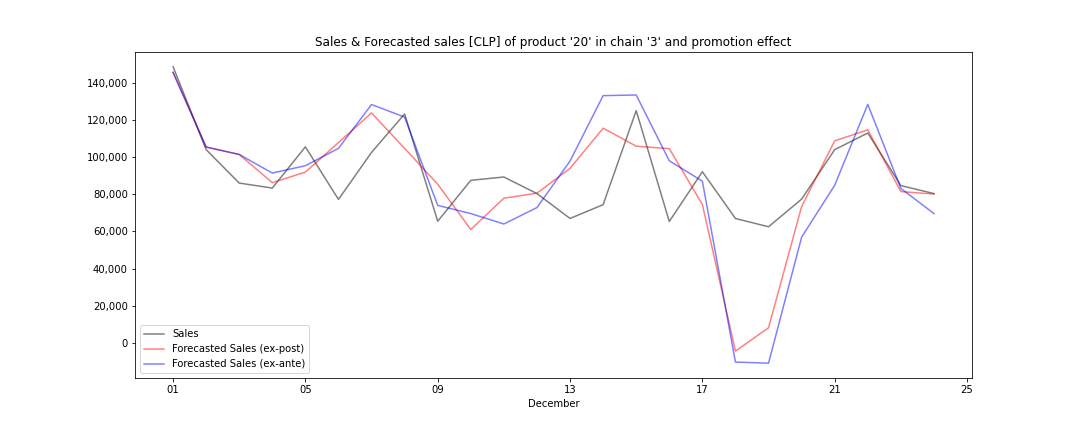 Sales & Forecasted sales [CLP] of product '20' in chain '3' and promotion effect
140,000
120,000
100,000
80,000
60,000
40,000
20,000
0
Sales
Forecasted Sales (ex-post)
Forecasted Sales (ex-ante)
01 05 09 13 17 21 25
December